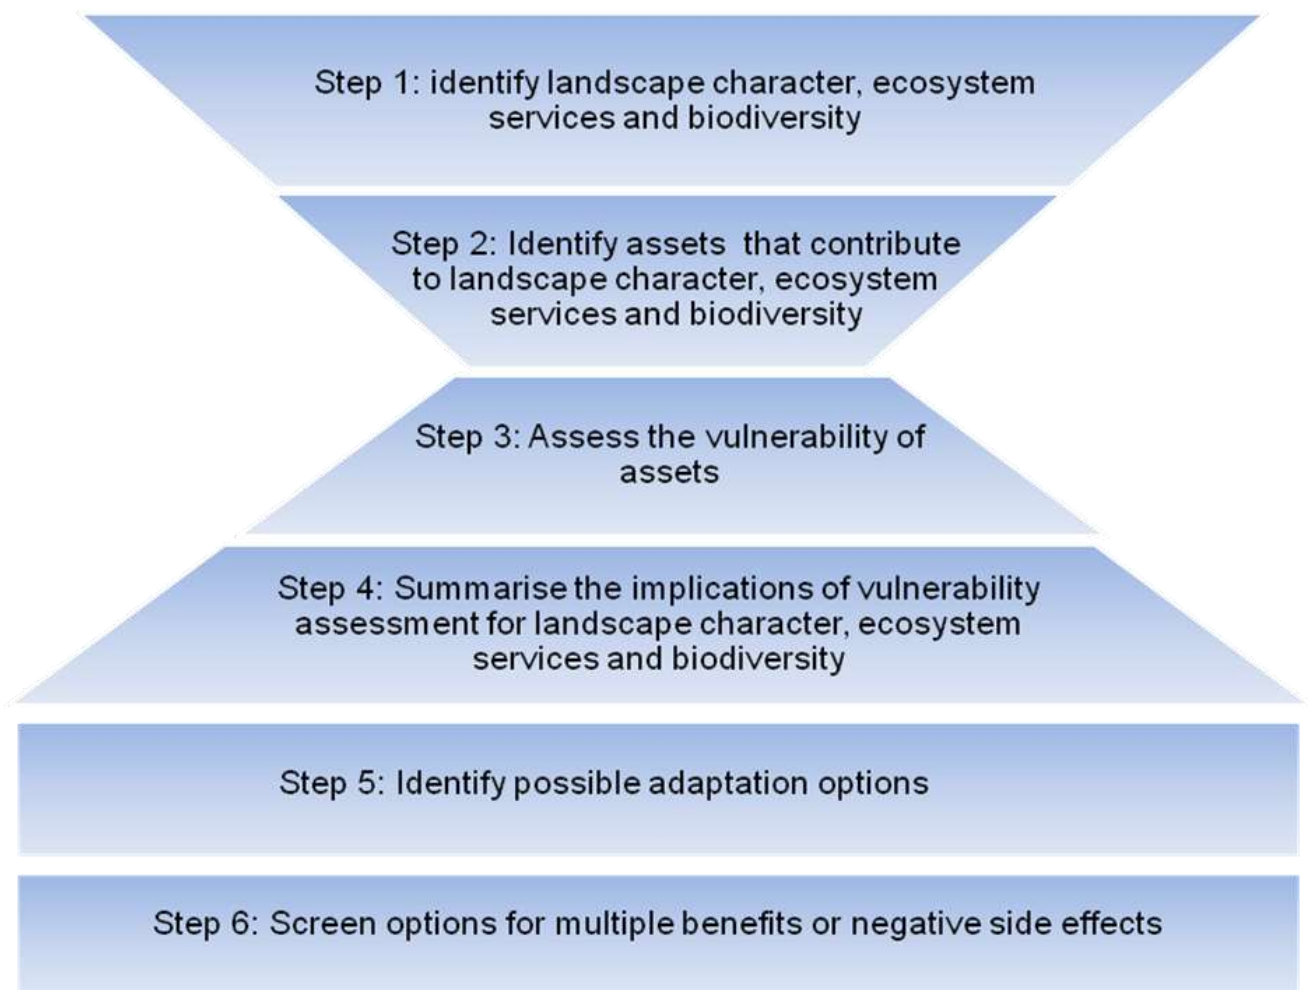 Step 1: identify landscape character, ecosystem
services and biodiversity
Step 2: Identify assets that contribute
to landscape character, ecosystem
services and biodiversity
Step 3: Assess the vulnerability of
assets
Step 4: Summarise the implications of vulnerability
assessment for landscape character, ecosystem
services and biodiversity
Step 5: Identify possible adaptation options
Step 6: Screen options for multiple benefits or negative side effects